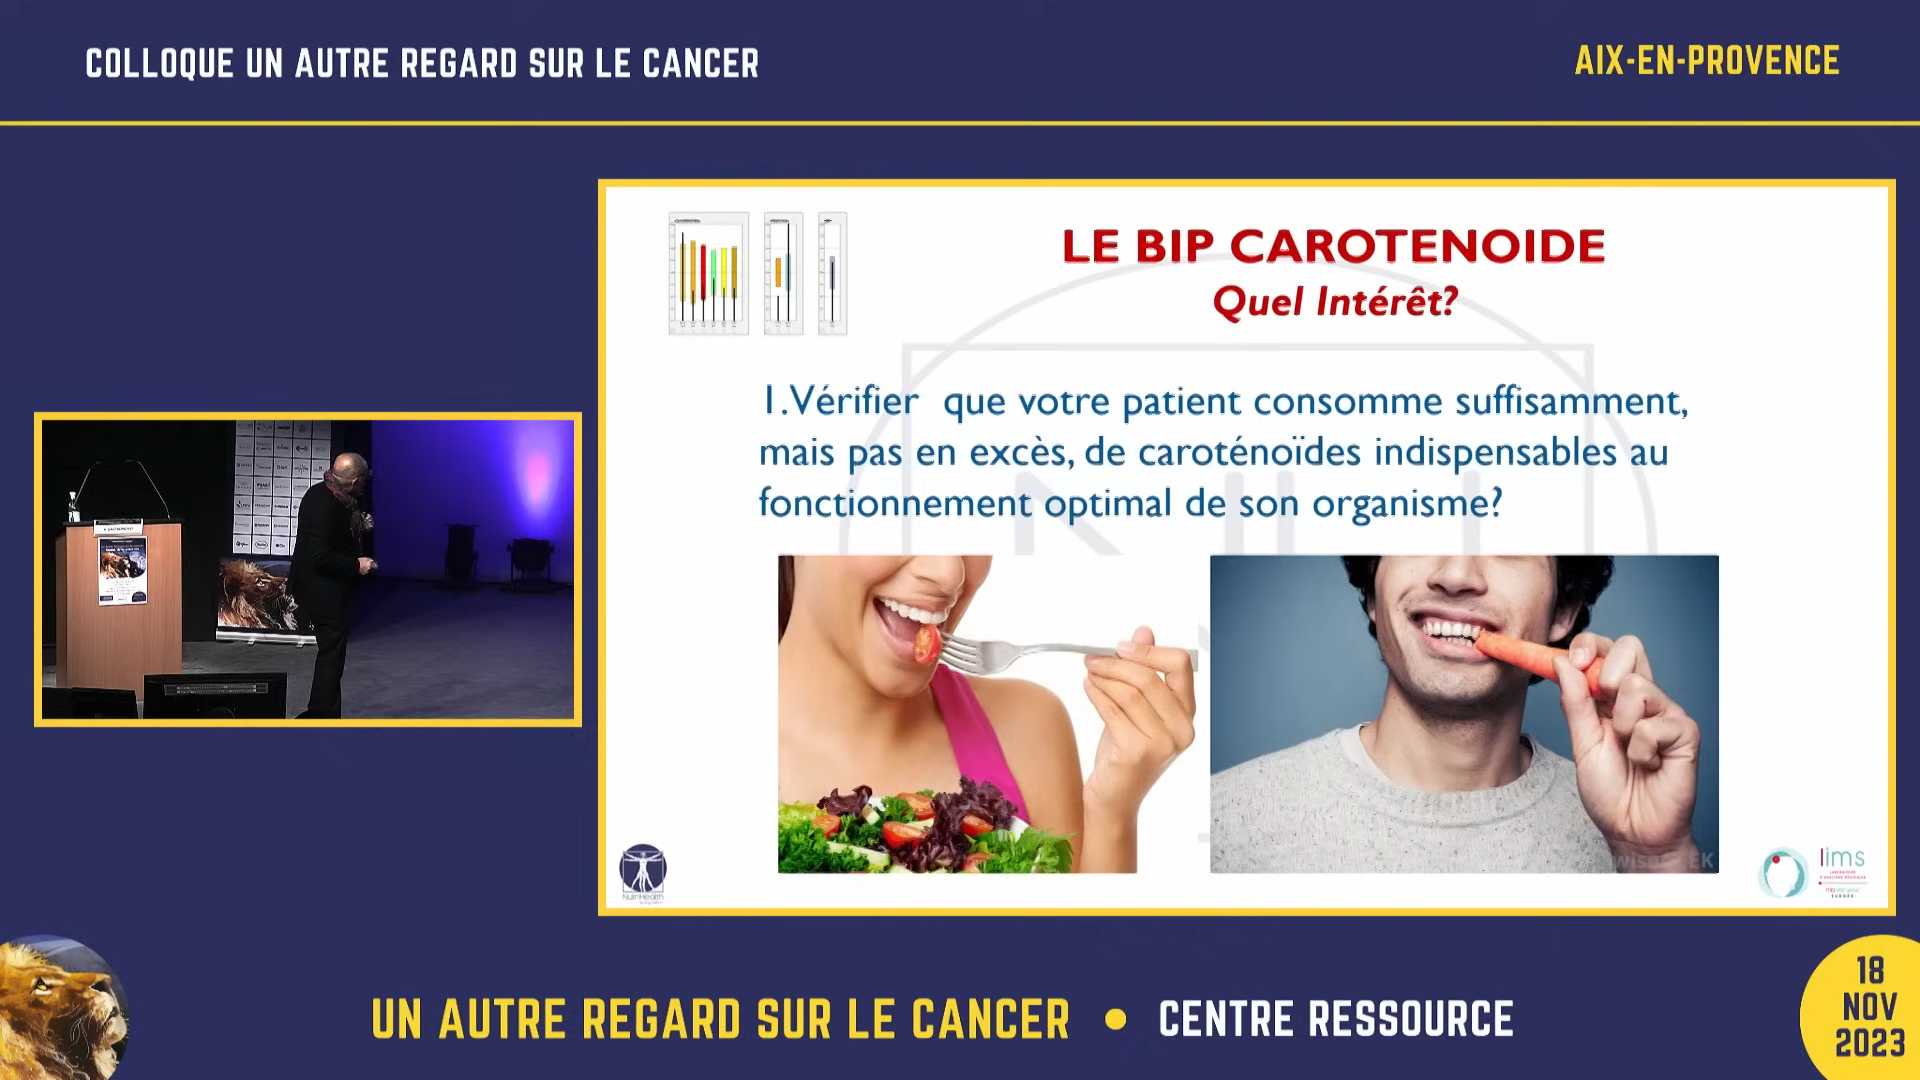 COLLOQUE UN AUTRE REGARD SUR LE CANCER
AIX-EN-PROVENCE
LE BIP CAROTENOIDE
Quel Intérêt?
1.Vérifier que votre patient consomme suffisamment,
mais pas en excès, de caroténoïdes indispensables au
fonctionnement optimal de son organisme?
NutriHealth
lims
UN AUTRE REGARD SUR LE CANCER • CENTRE RESSOURCE
18
NOV
2023